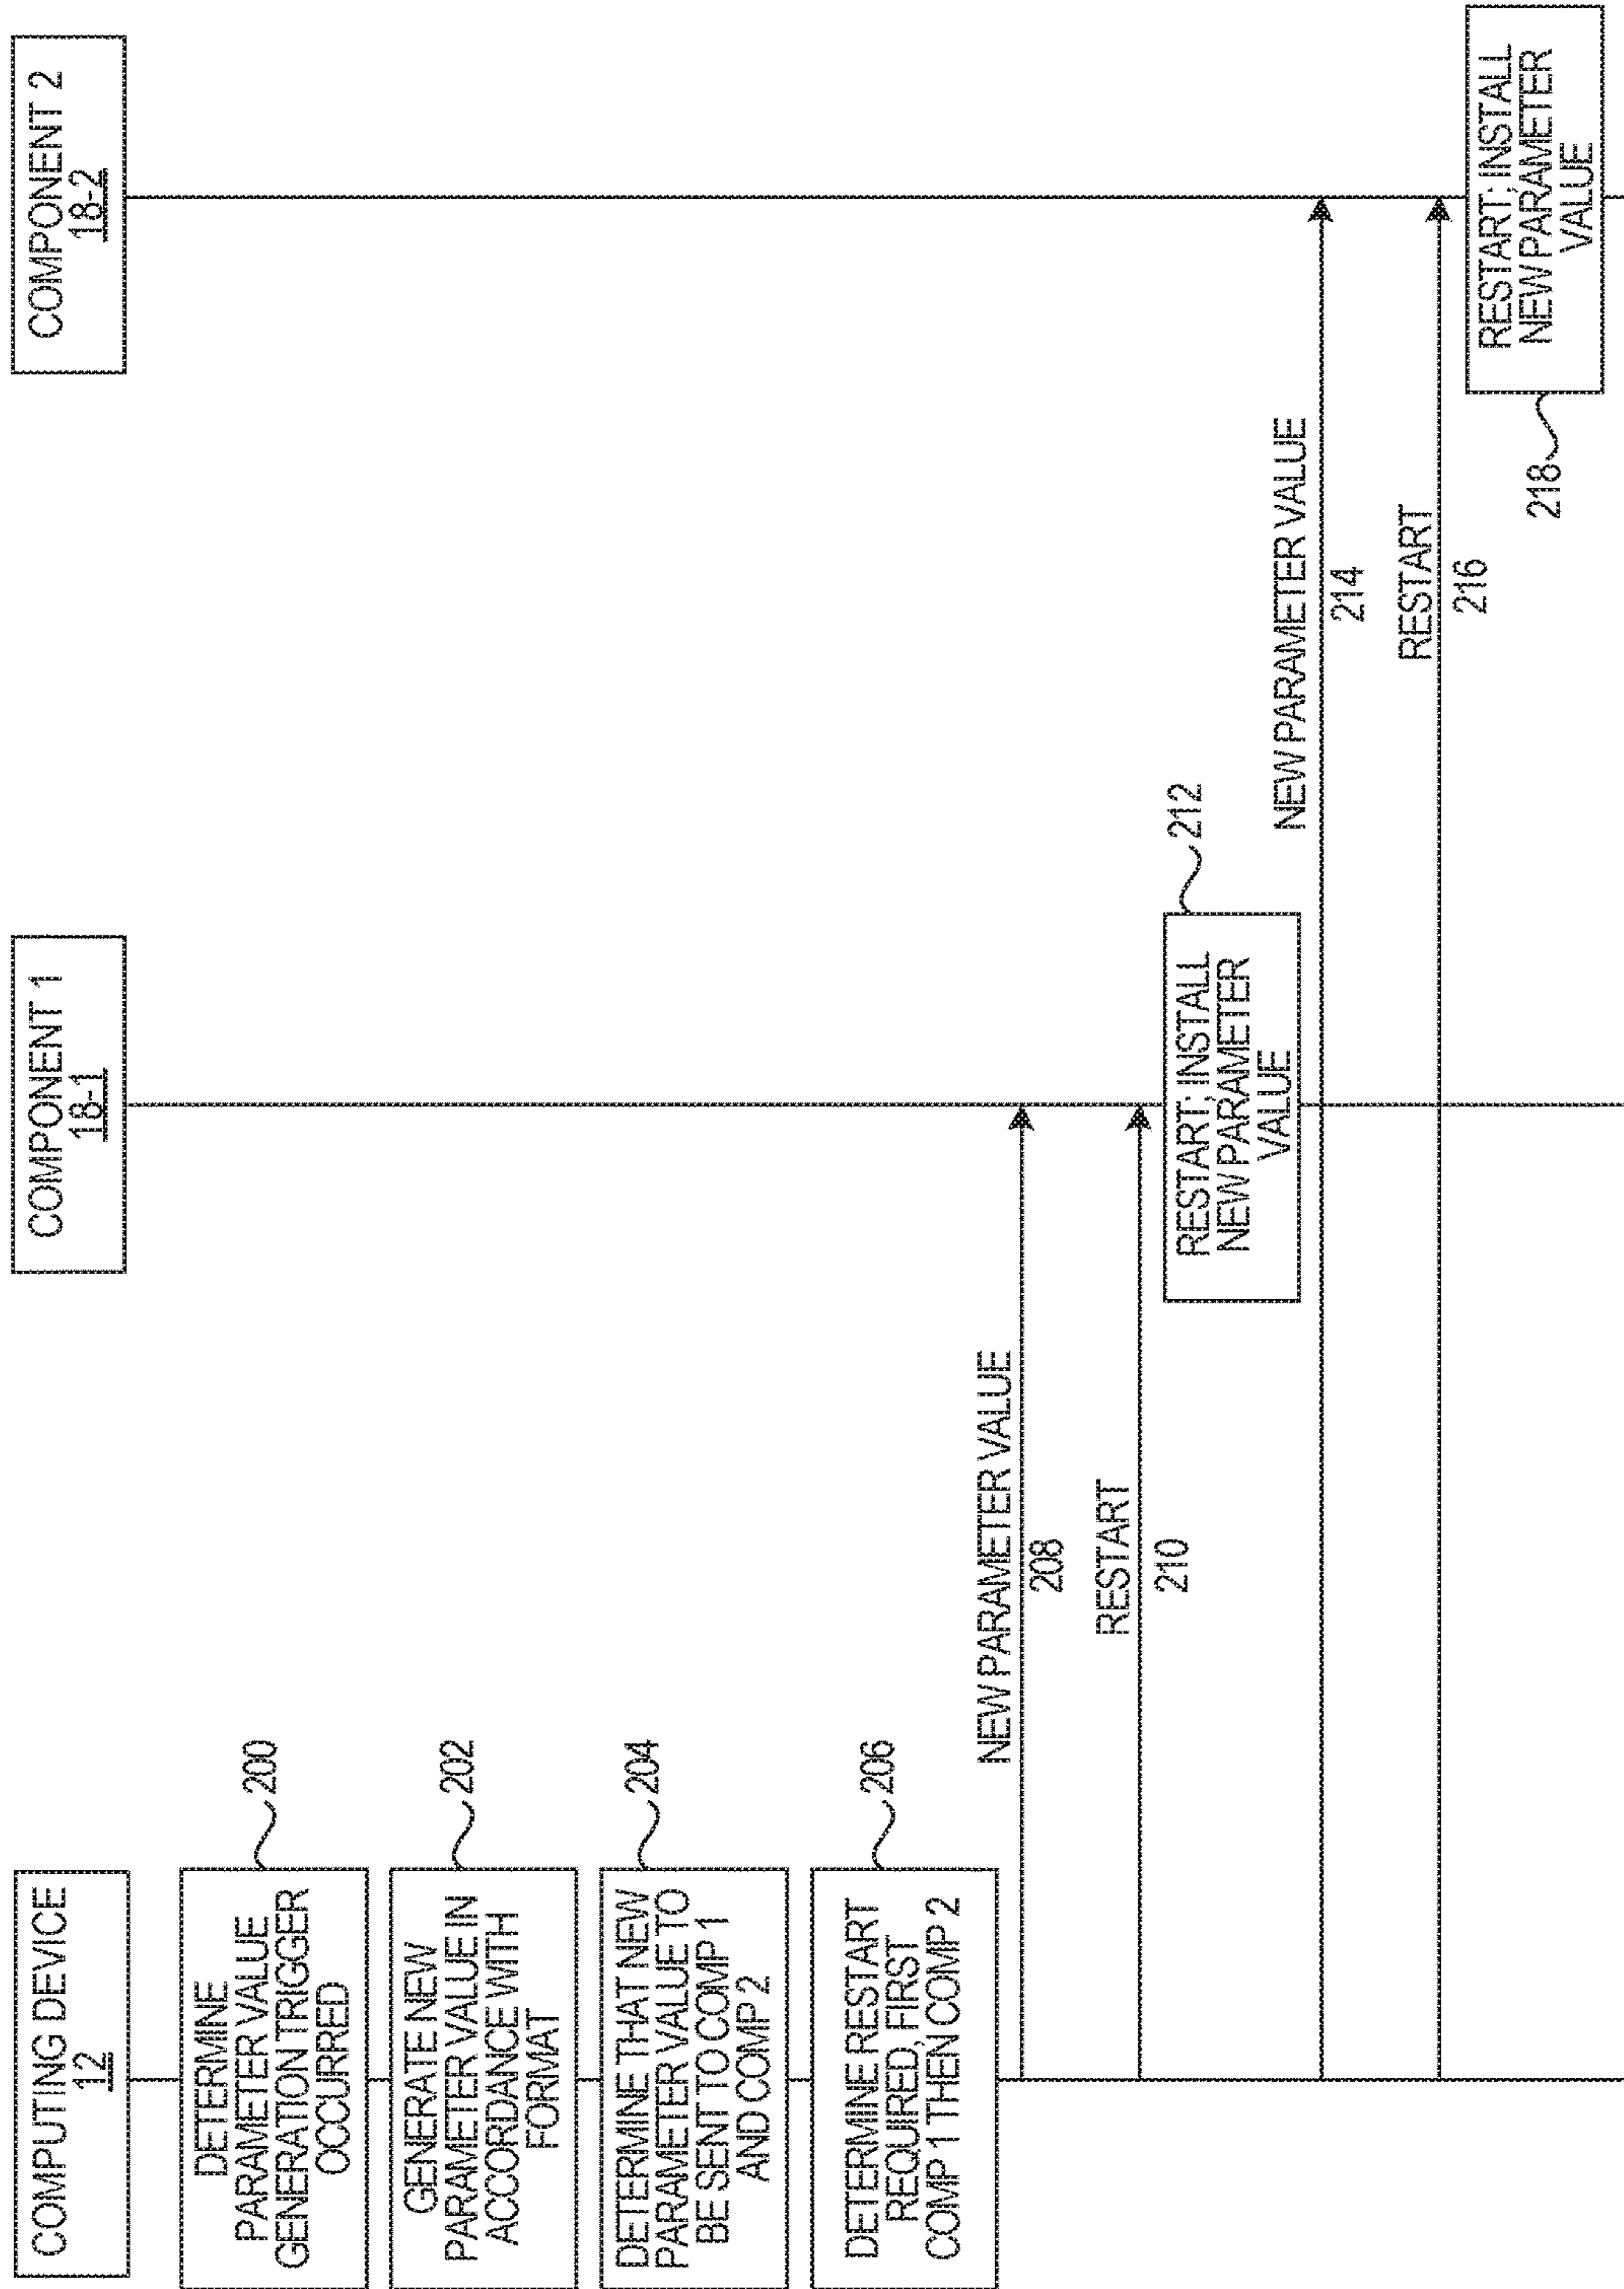 COMPUTING DEVICE
12
COMPONENT 1
18-1
COMPONENT 2
18-2
DETERMINE
PARAMETER VALUE
GENERATION TRIGGER
OCCURRED
200
GENERATE NEW
PARAMETER VALUE IN
ACCORDANCE WITH
FORMAT
202
DETERMINE THAT NEW
PARAMETER VALUE TO
BE SENT TO COMP 1
AND COMP 2
204
DETERMINE RESTART
REQUIRED, FIRST
COMP 1 THEN COMP 2
206
NEW PARAMETER VALUE
208
RESTART
210
RESTART; INSTALL
NEW PARAMETER
VALUE
212
NEW PARAMETER VALUE
214
RESTART
216
RESTART; INSTALL
NEW PARAMETER
VALUE
218